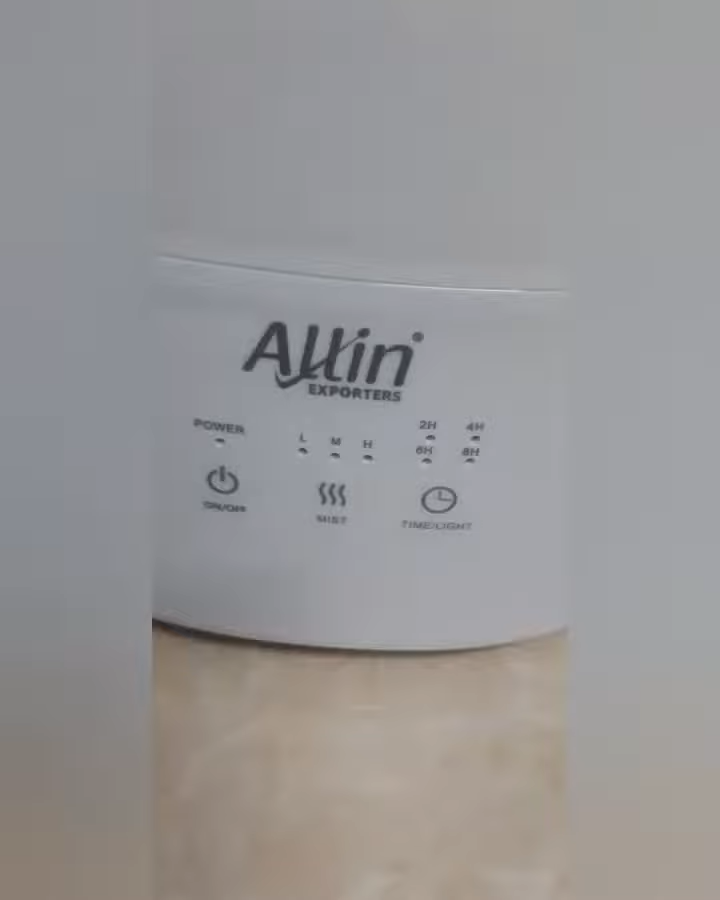 Allin
EXPORTERS
POWER
L M H
2H 4H
6H 8H
ON/OFF
MIST
TIME/LIGHT